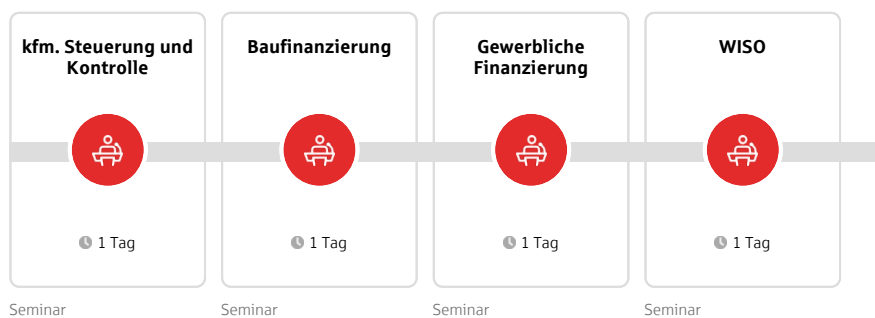 kfm. Steuerung und
Kontrolle
Baufinanzierung
Gewerbliche
Finanzierung
WISO
1 Tag
1 Tag
1 Tag
1 Tag
Seminar
Seminar
Seminar
Seminar